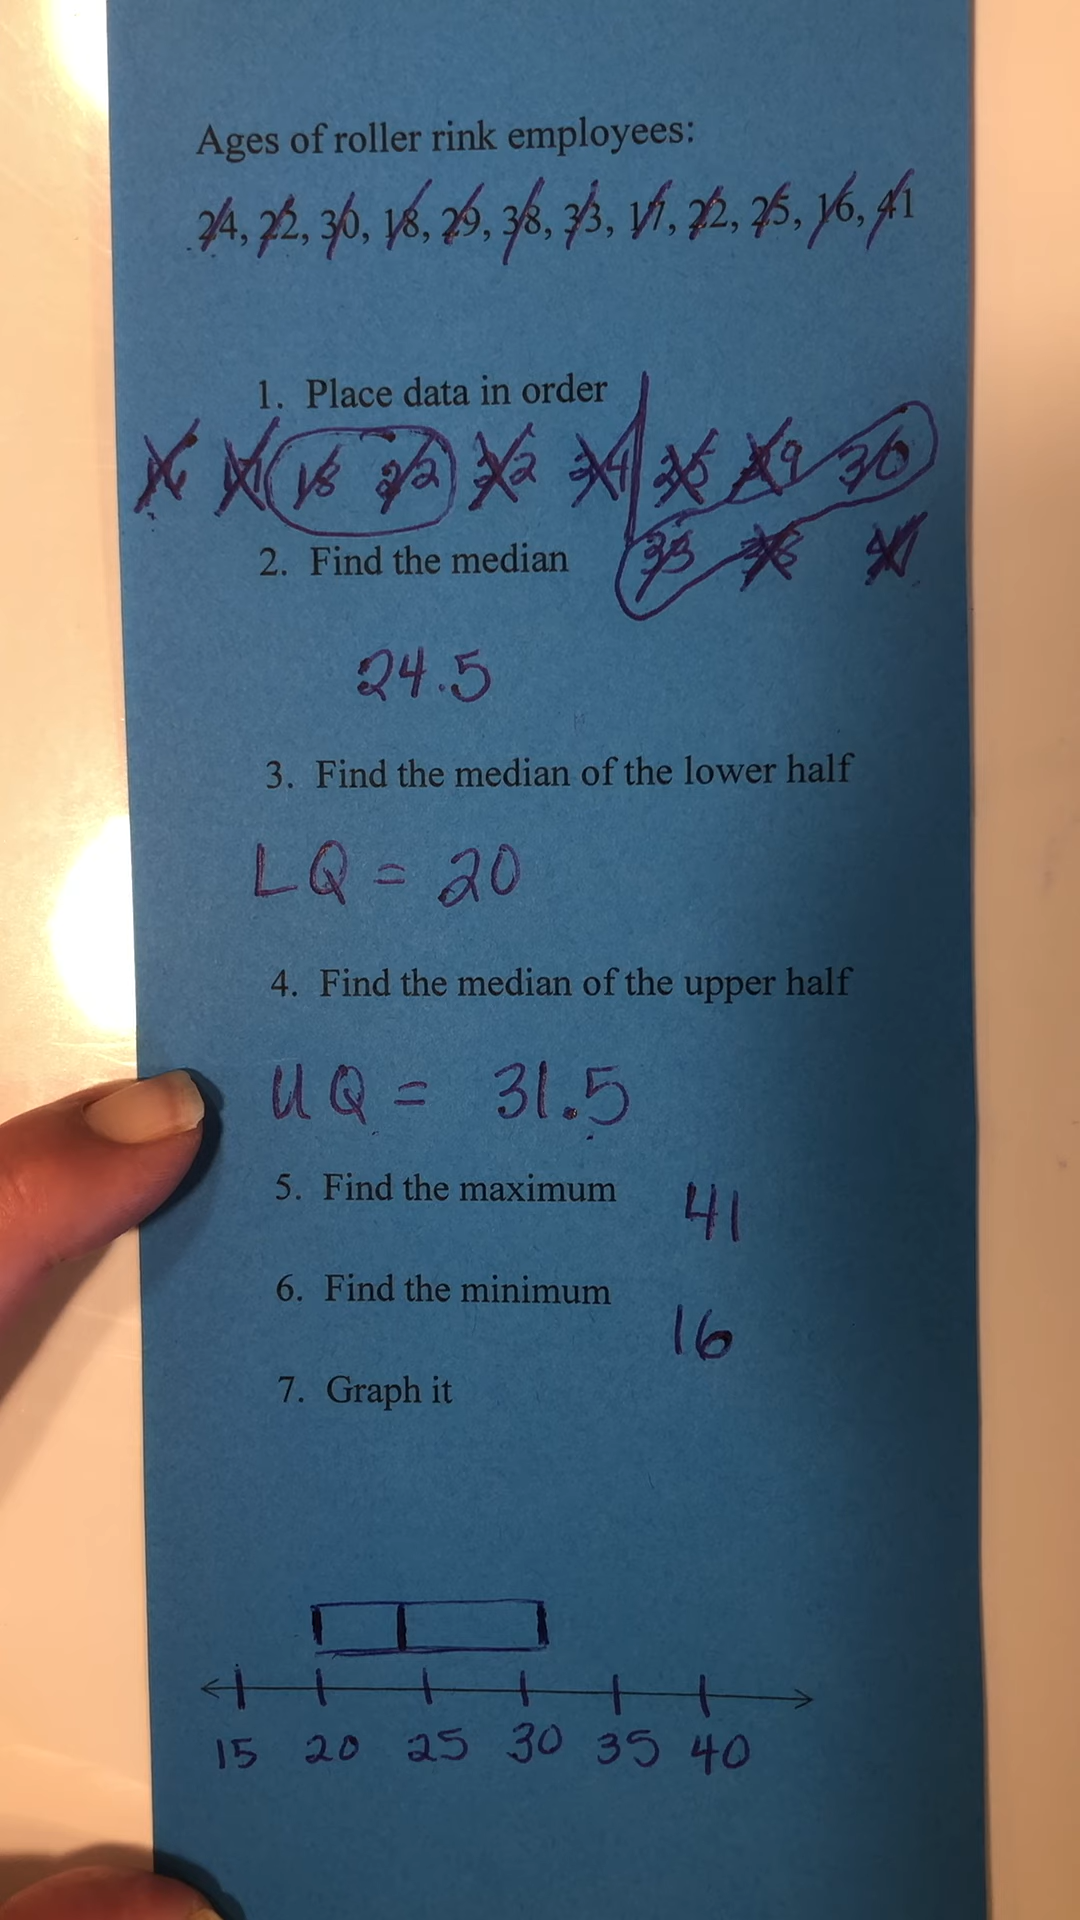 Ages of roller rink employees:
24, 22, 30, 18, 29, 38, 33, 17, 22, 25, 16, 41
1. Place data in order
16 17 18 22 22 24 25 29 30
33 38 41
2. Find the median
24.5
3. Find the median of the lower half
LQ = 20
4. Find the median of the upper half
UQ = 31.5
5. Find the maximum 41
6. Find the minimum 16
7. Graph it
15 20 25 30 35 40